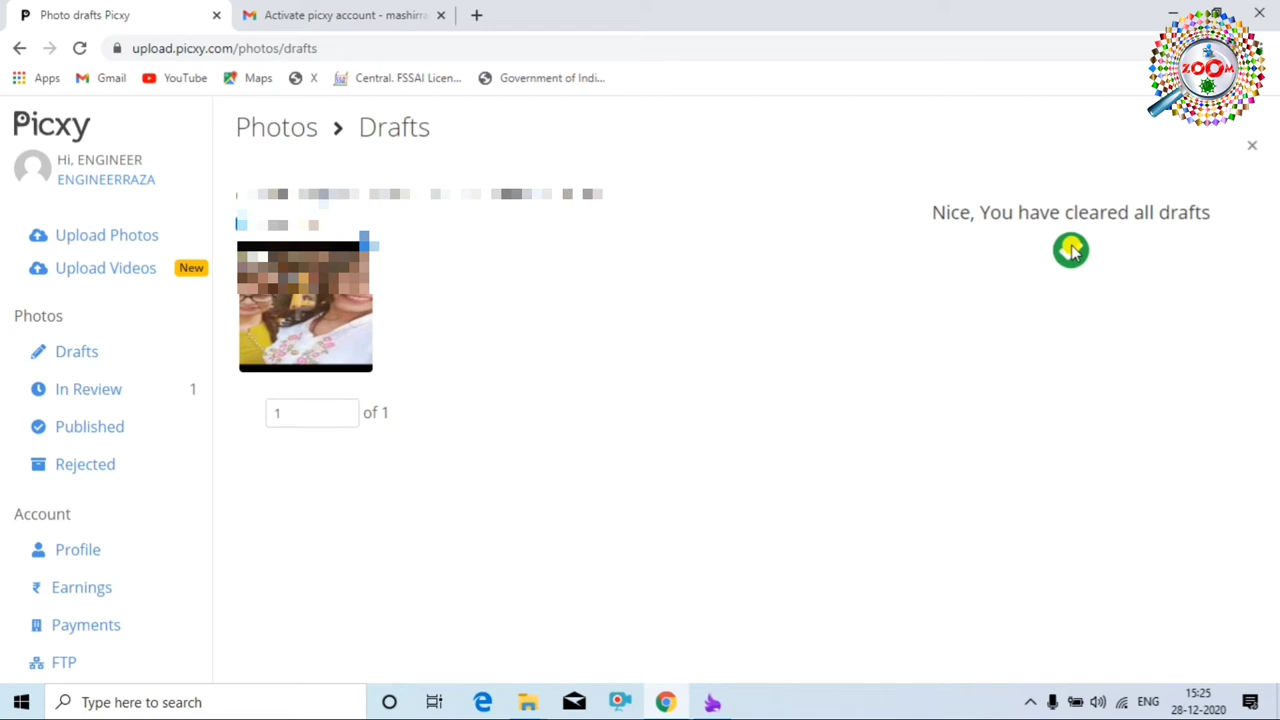 Photo drafts Picxy
Activate picxy account - mashirra
upload.picxy.com/photos/drafts
Apps
Gmail
YouTube
Maps
X
Central. FSSAI Licen...
Government of Indi...
ZOOM
Picxy
Hi, ENGINEER
ENGINEERRAZA
Upload Photos
Upload Videos New
Photos
Drafts
In Review 1
Published
Rejected
Account
Profile
Earnings
Payments
FTP
Photos > Drafts
1 of 1
Nice, You have cleared all drafts
Type here to search
ENG
15:25
28-12-2020